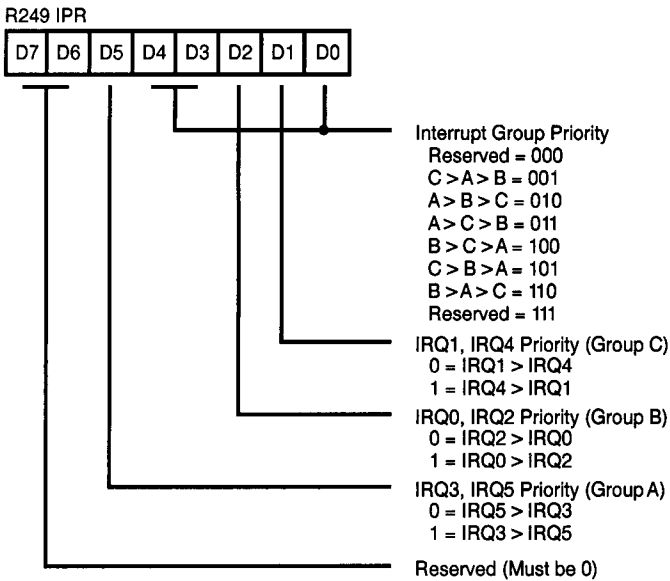 R249 IPR
D7 D6 D5 D4 D3 D2 D1 D0
Interrupt Group Priority
Reserved = 000
C > A > B = 001
A > B > C = 010
A > C > B = 011
B > C > A = 100
C > B > A = 101
B > A > C = 110
Reserved = 111
IRQ1, IRQ4 Priority (Group C)
0 = IRQ1 > IRQ4
1 = IRQ4 > IRQ1
IRQ0, IRQ2 Priority (Group B)
0 = IRQ2 > IRQ0
1 = IRQ0 > IRQ2
IRQ3, IRQ5 Priority (Group A)
0 = IRQ5 > IRQ3
1 = IRQ3 > IRQ5
Reserved (Must be 0)